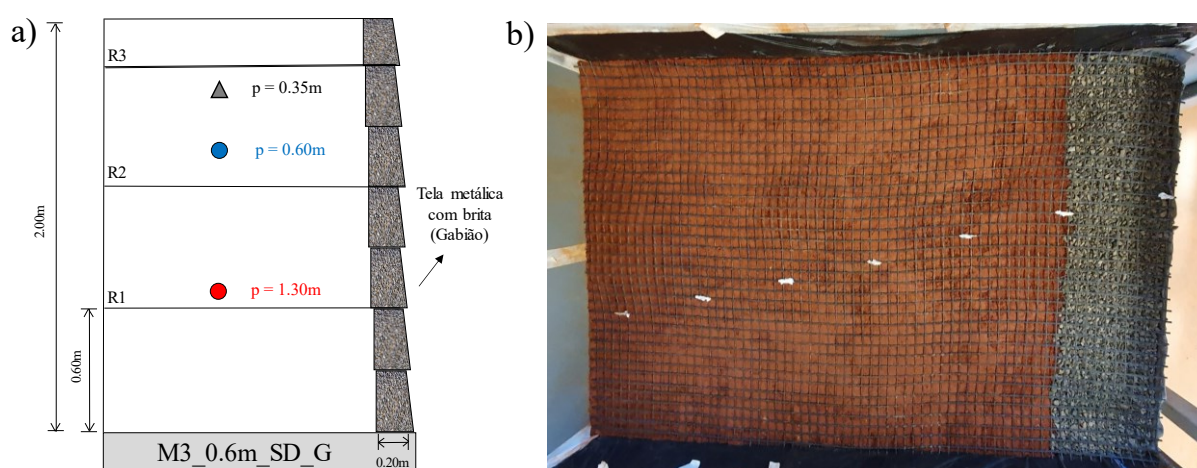 a)
b)
R3
p = 0.35m
p = 0.60m
R2
2.00m
Tela metálica
com brita
(Gabião)
p = 1.30m
R1
0.60m
M3_0.6m_SD_G
0.20m